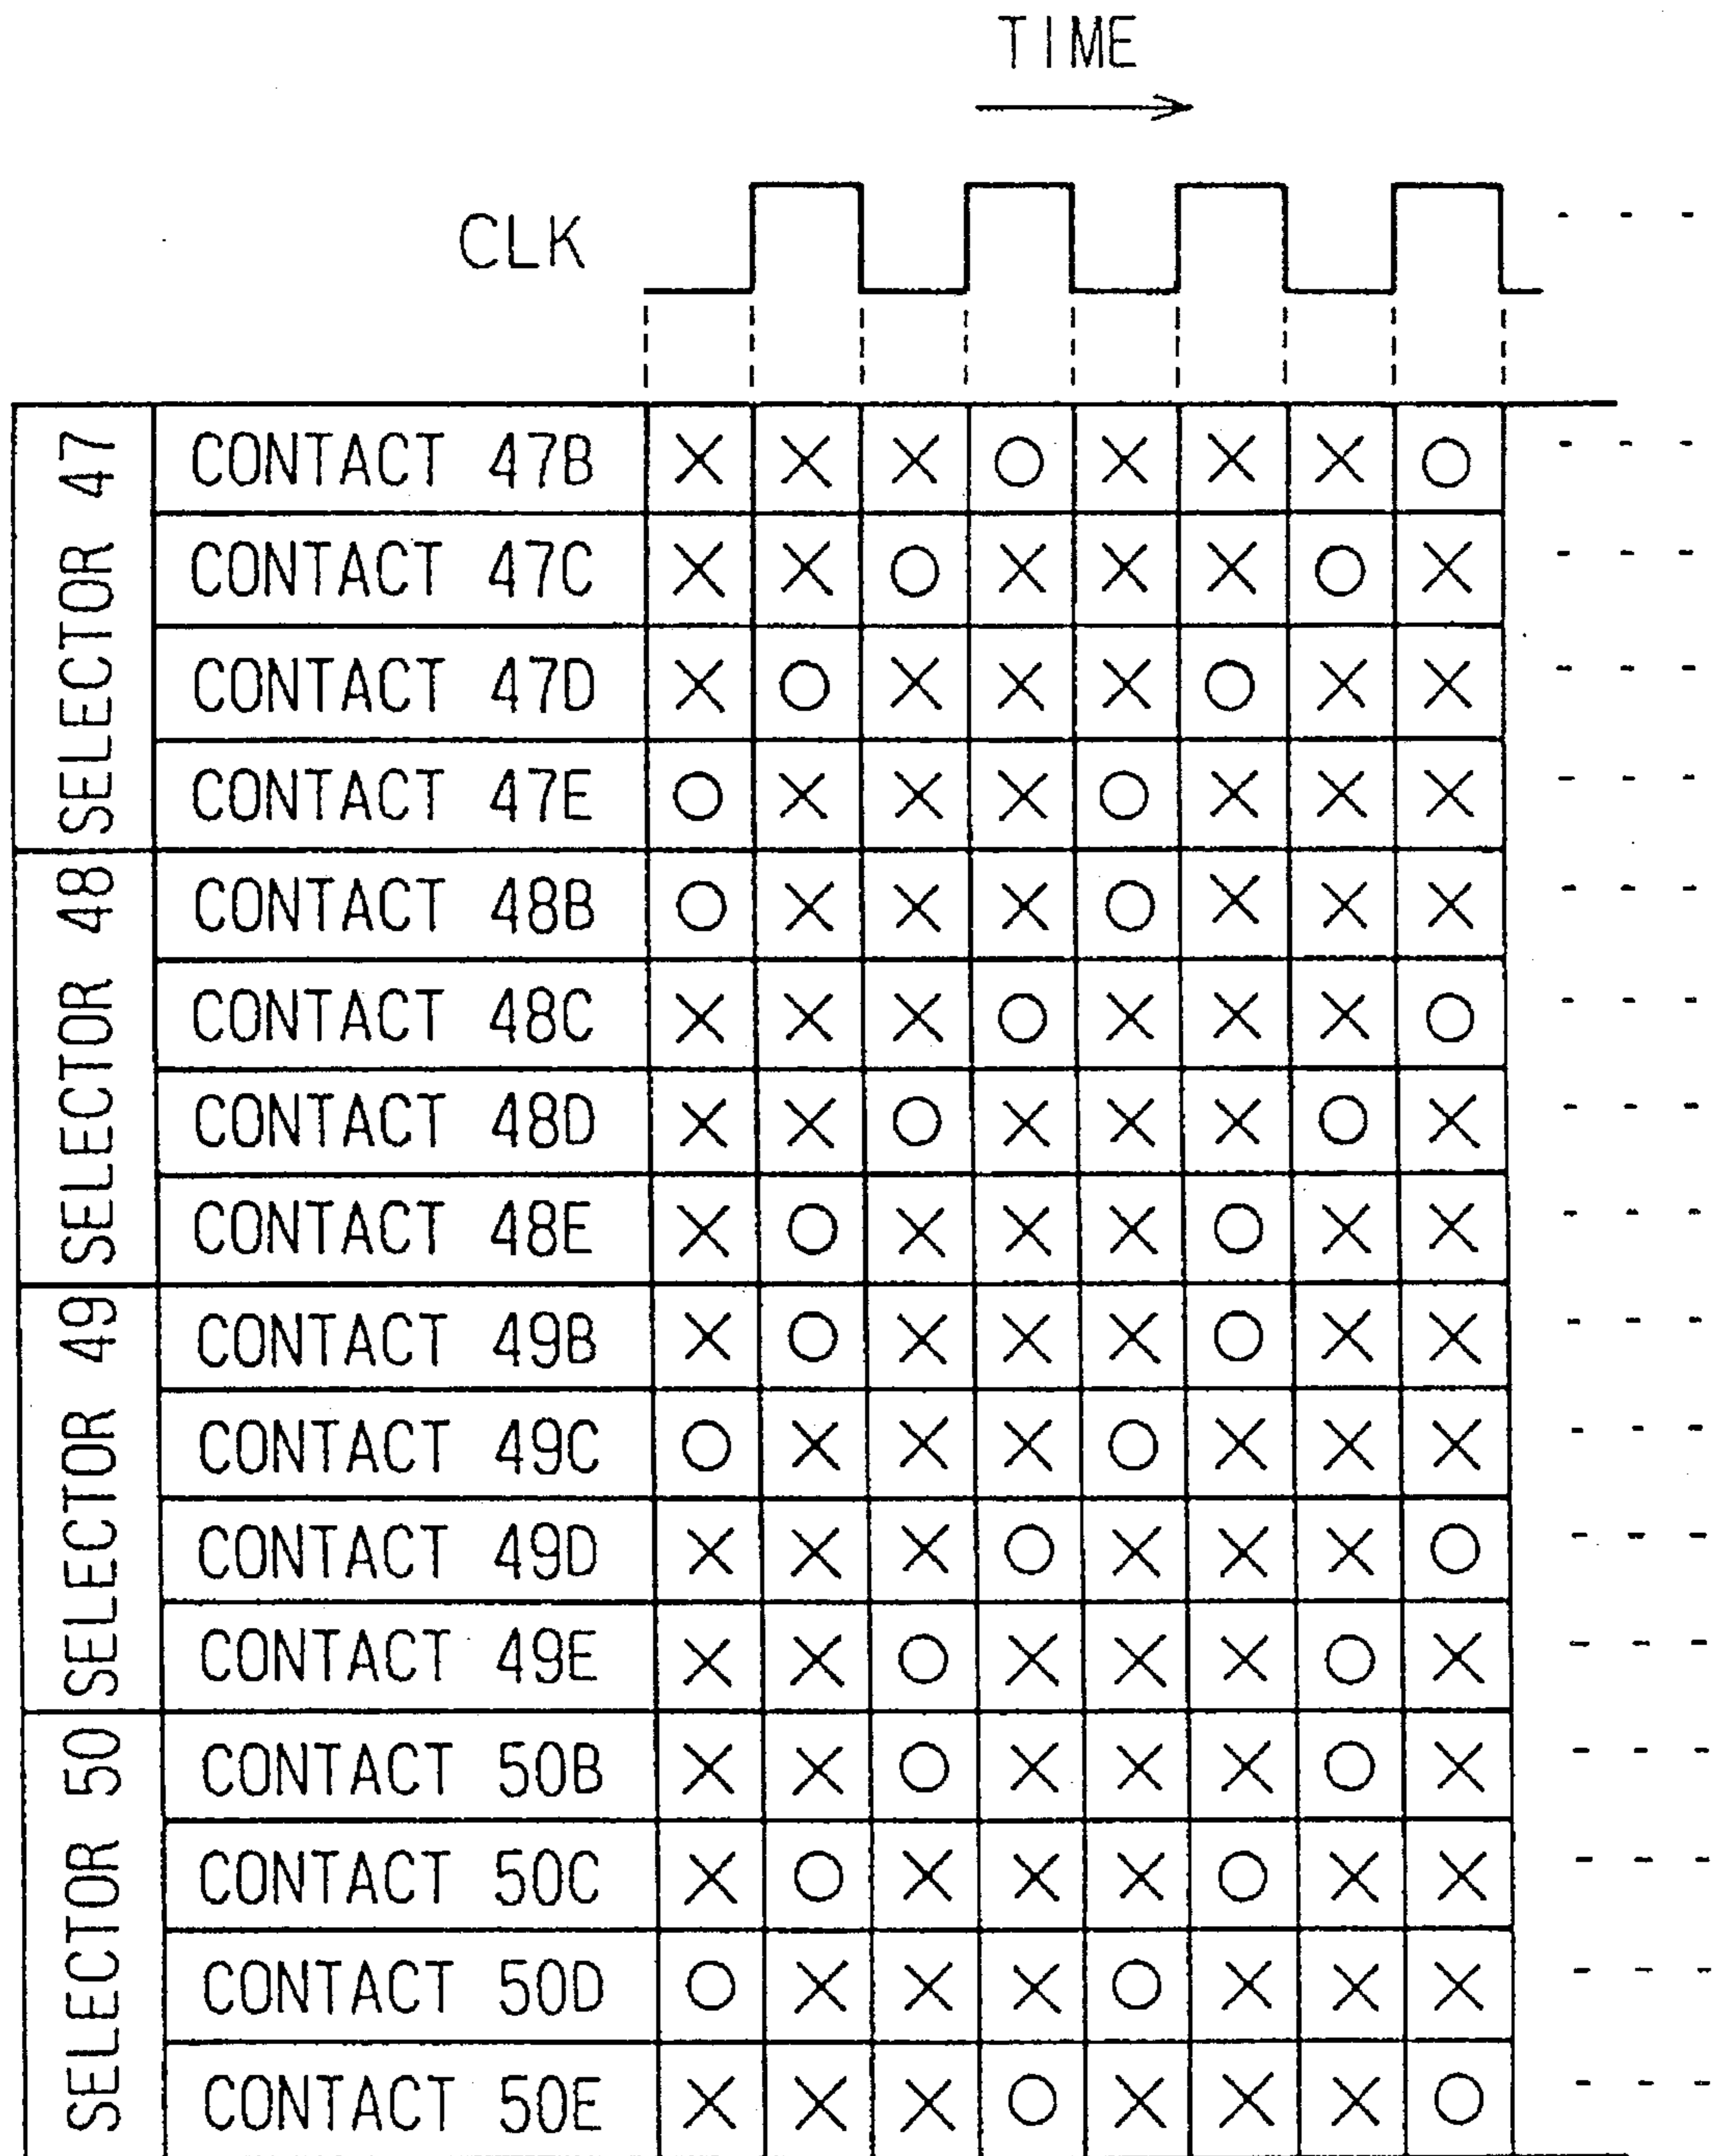 TIME
CLK
- - -
SELECTOR 47
CONTACT 47B X X X O X X X O - - -
CONTACT 47C X X O X X X O X - - -
CONTACT 47D X O X X X O X X - - -
CONTACT 47E O X X X O X X X - - -
SELECTOR 48
CONTACT 48B O X X X O X X X - - -
CONTACT 48C X X X O X X X O - - -
CONTACT 48D X X O X X X O X - - -
CONTACT 48E X O X X X O X X - - -
SELECTOR 49
CONTACT 49B X O X X X O X X - - -
CONTACT 49C O X X X O X X X - - -
CONTACT 49D X X X O X X X O - - -
CONTACT 49E X X O X X X O X - - -
SELECTOR 50
CONTACT 50B X X O X X X O X - - -
CONTACT 50C X O X X X O X X - - -
CONTACT 50D O X X X O X X X - - -
CONTACT 50E X X X O X X X O - - -